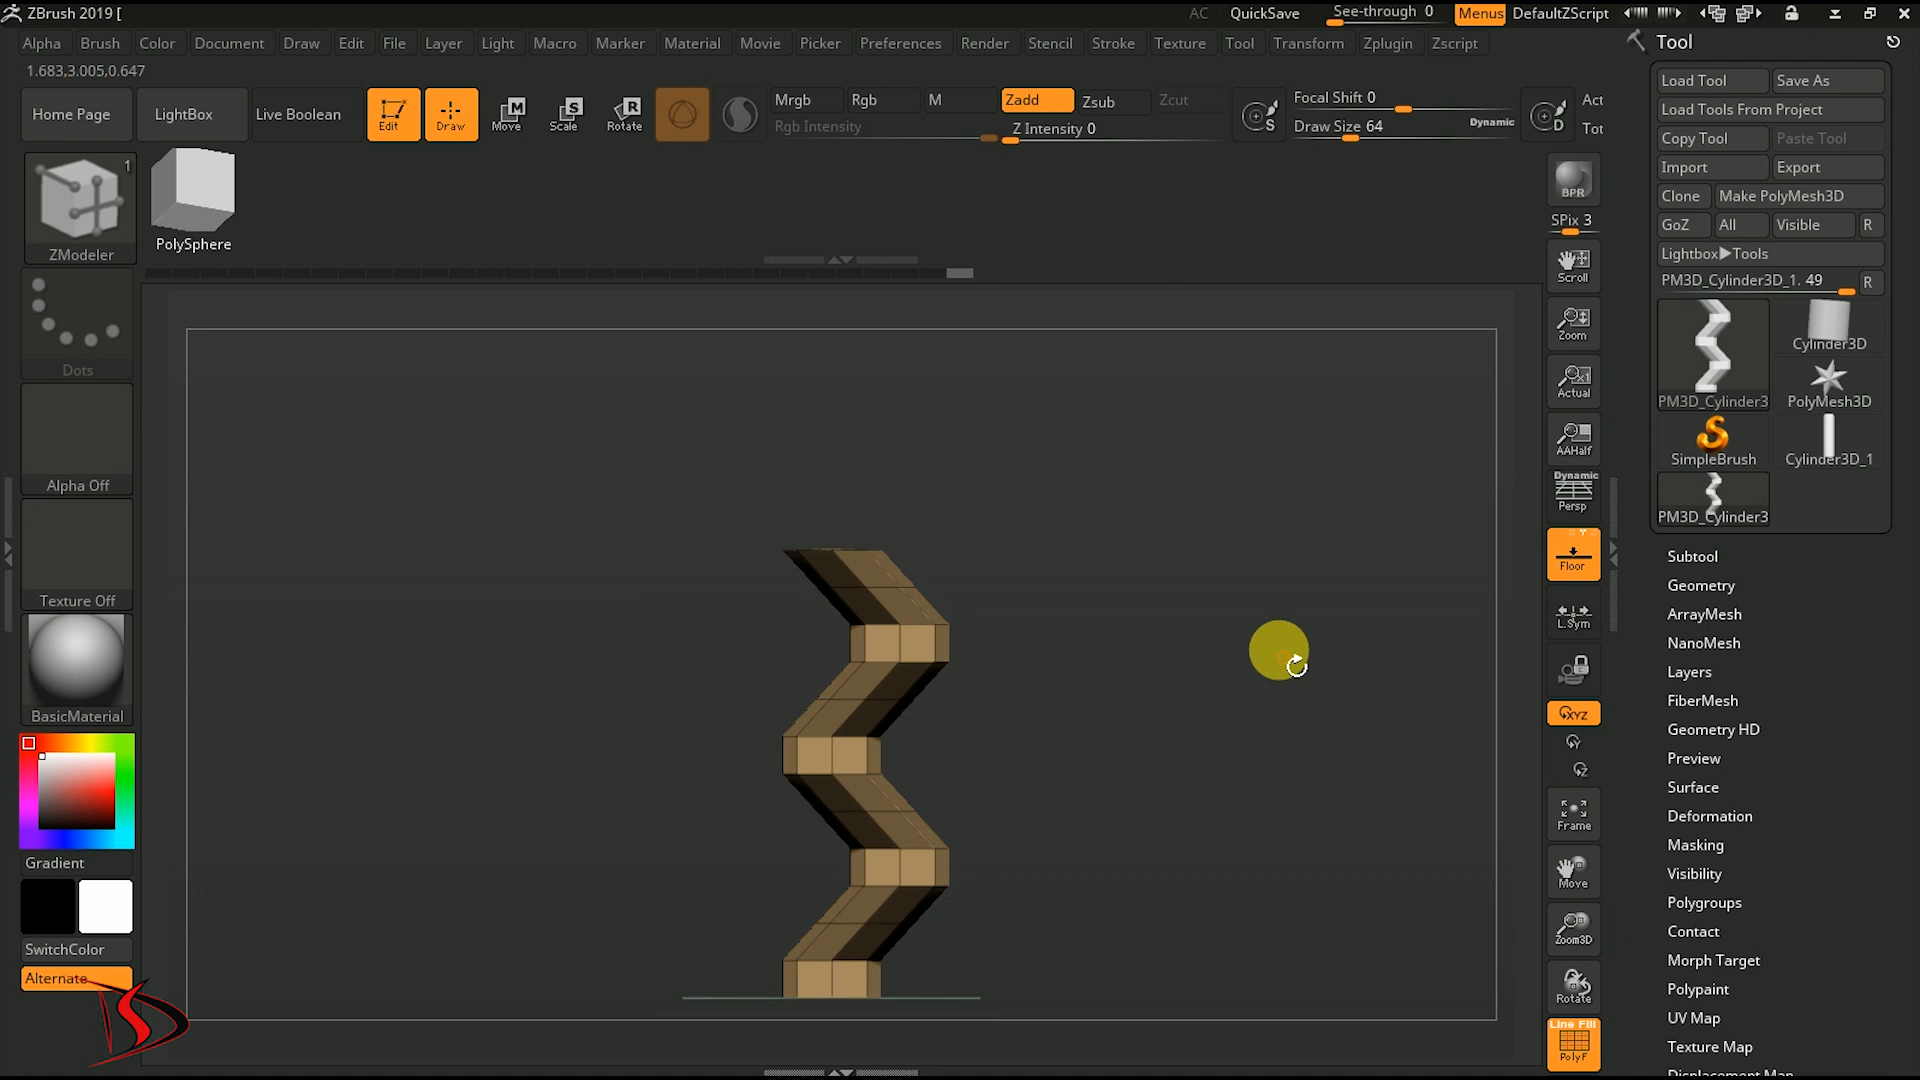 ZBrush 2019 [
AC
QuickSave
See-through 0
Menus
DefaultZScript
Alpha
Brush
Color
Document
Draw
Edit
File
Layer
Light
Macro
Marker
Material
Movie
Picker
Preferences
Render
Stencil
Stroke
Texture
Tool
Transform
Zplugin
Zscript
1.683,3.005,0.647
Home Page
LightBox
Live Boolean
Edit
Draw
M
Move
S
Scale
R
Rotate
Mrgb
Rgb
M
Rgb Intensity
Zadd
Zsub
Zcut
Z Intensity 0
S
Focal Shift 0
Draw Size 64
Dynamic
D
Act
Tot
1
ZModeler
PolySphere
Dots
Alpha Off
Texture Off
BasicMaterial
Gradient
SwitchColor
Alternate
BPR
SPix 3
Scroll
Zoom
x1
Actual
AAHalf
Dynamic
Persp
Floor
L.Sym
XYZ
Y
Z
Frame
Move
Zoom3D
Rotate
Line Fill
PolyF
Tool
Load Tool
Save As
Load Tools From Project
Copy Tool
Paste Tool
Import
Export
Clone
Make PolyMesh3D
GoZ
All
Visible
R
Lightbox▶Tools
PM3D_Cylinder3D_1. 49
R
PM3D_Cylinder3
Cylinder3D
PolyMesh3D
SimpleBrush
Cylinder3D_1
PM3D_Cylinder3
Subtool
Geometry
ArrayMesh
NanoMesh
Layers
FiberMesh
Geometry HD
Preview
Surface
Deformation
Masking
Visibility
Polygroups
Contact
Morph Target
Polypaint
UV Map
Texture Map
Displacement Map